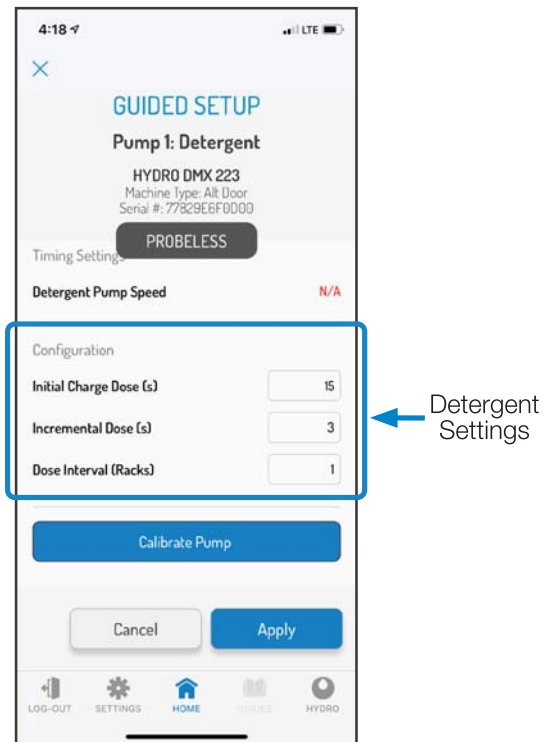 4:18
LTE
GUIDED SETUP
Pump 1: Detergent
HYDRO DMX 223
Machine Type: Alt Door
Serial #: 77829E6F0D00
PROBELESS
Timing Settings
Detergent Pump Speed N/A
Configuration
Initial Charge Dose (s) 15
Incremental Dose (s) 3
Dose Interval (Racks) 1
Detergent
Settings
Calibrate Pump
Cancel Apply
LOG-OUT SETTINGS HOME GUIDES HYDRO